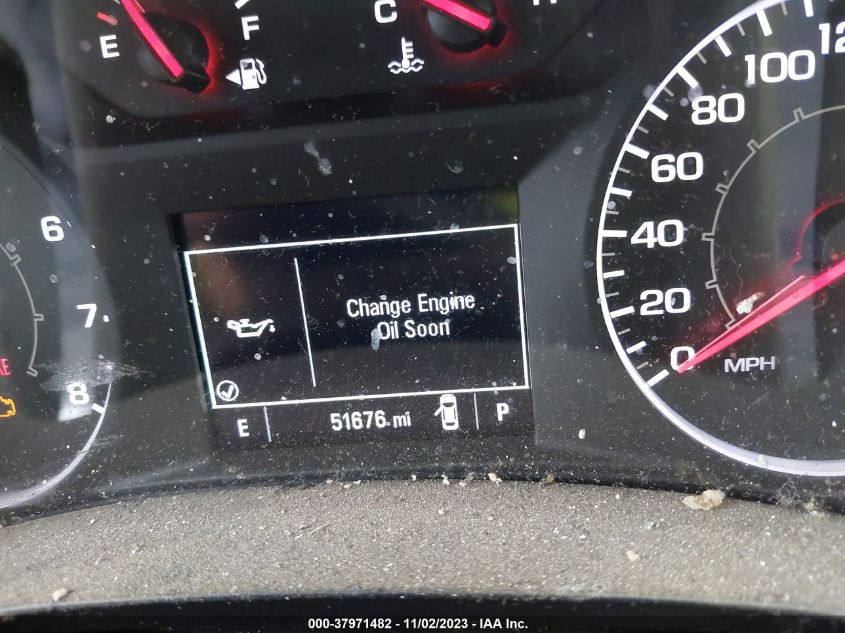 E
F
C
6
7
8
Change Engine
Oil Soon
E
51676 mi
P
0
20
40
60
80
100
MPH
000-37971482 - 11/02/2023 - IAA Inc.